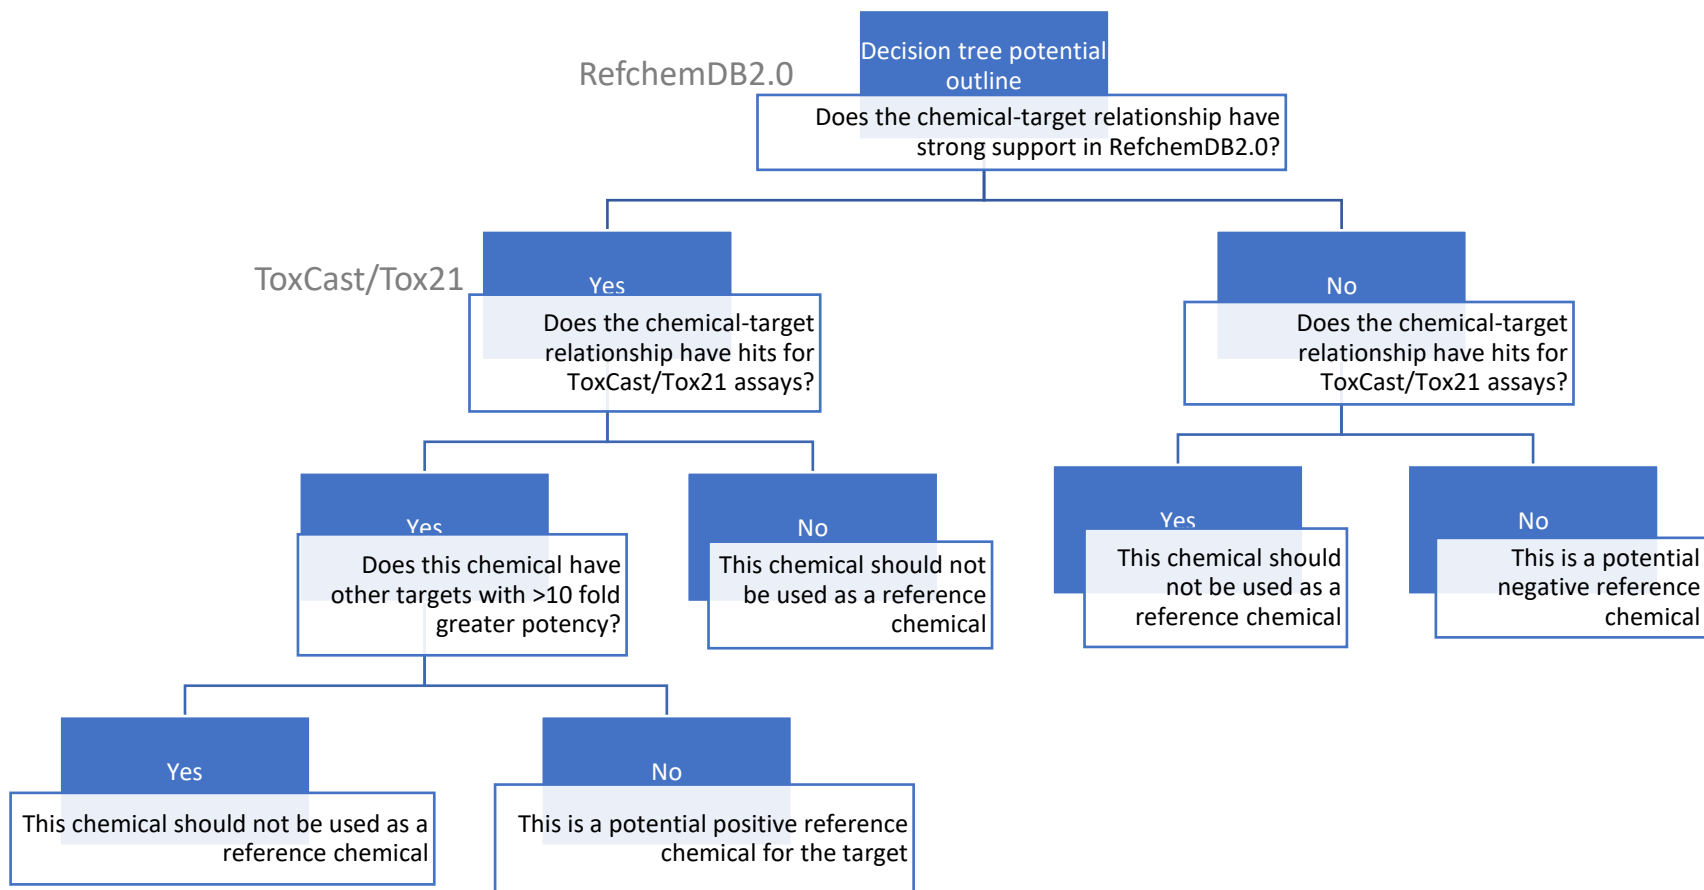 RefchemDB2.0
Decision tree potential
outline
Does the chemical-target relationship have
strong support in RefchemDB2.0?
ToxCast/Tox21
Yes
Does the chemical-target
relationship have hits for
ToxCast/Tox21 assays?
No
Does the chemical-target
relationship have hits for
ToxCast/Tox21 assays?
Yes
Does this chemical have
other targets with >10 fold
greater potency?
No
This chemical should not
be used as a reference
chemical
Yes
This chemical should
not be used as a
reference chemical
No
This is a potential
negative reference
chemical
Yes
This chemical should not be used as a
reference chemical
No
This is a potential positive reference
chemical for the target